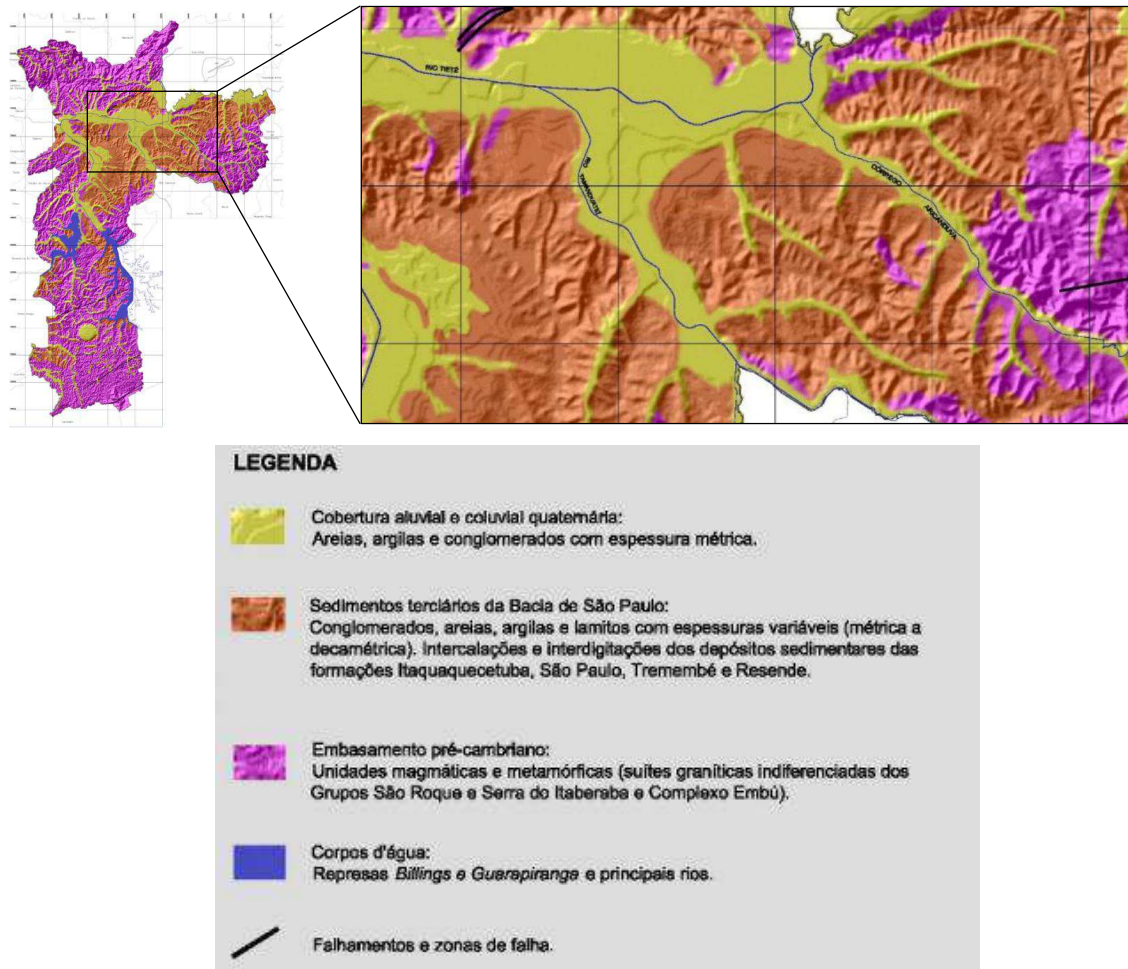 RIO TIETÊ
RIO TAMANDUATEÍ
CÓRREGO ARICANDUVA
LEGENDA
Cobertura aluvial e coluvial quaternária:
Areias, argilas e conglomerados com espessura métrica.
Sedimentos terciários da Bacia de São Paulo:
Conglomerados, areias, argilas e lamitos com espessuras variáveis (métrica a
decamétrica). Intercalações e interdigitações dos depósitos sedimentares das
formações Itaquaquecetuba, São Paulo, Tremembé e Resende.
Embasamento pré-cambriano:
Unidades magmáticas e metamórficas (suítes graníticas indiferenciadas dos
Grupos São Roque e Serra do Itaberaba e Complexo Embú).
Corpos d'água:
Represas Billings e Guarapiranga e principais rios.
Falhamentos e zonas de falha.